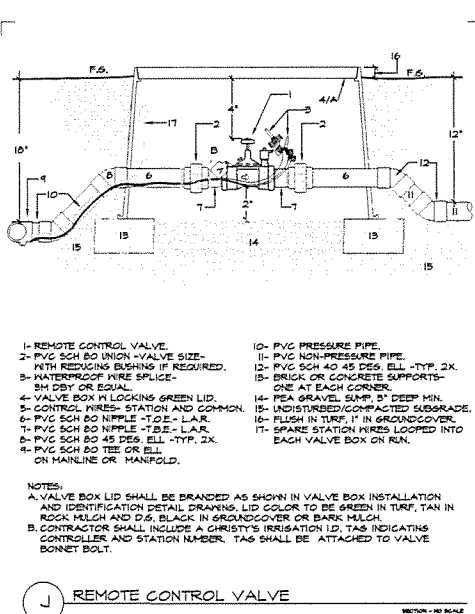 16
F.G.
F.G.
1
4/A
4"
17
2
3
2
12"
18"
B
12
9
10
8
6
7
6
11
7
2"
7
11
13
14
13
15
15
1- REMOTE CONTROL VALVE.
2- PVC SCH 80 UNION -VALVE SIZE-
WITH REDUCING BUSHING IF REQUIRED.
3- WATERPROOF WIRE SPLICE-
3M DBY OR EQUAL.
4- VALVE BOX W LOCKING GREEN LID.
5- CONTROL WIRES- STATION AND COMMON.
6- PVC SCH 80 NIPPLE -T.O.E.- L.A.R.
7- PVC SCH 80 NIPPLE -T.B.E.- L.A.R.
8- PVC SCH 80 45 DEG. ELL -TYP. 2X.
9- PVC SCH 80 TEE OR ELL
ON MAINLINE OR MANIFOLD.
10- PVC PRESSURE PIPE.
11- PVC NON-PRESSURE PIPE.
12- PVC SCH 40 45 DEG. ELL -TYP. 2X.
13- BRICK OR CONCRETE SUPPORTS-
ONE AT EACH CORNER.
14- PEA GRAVEL SUMP, 3" DEEP MIN.
15- UNDISTURBED/COMPACTED SUBGRADE.
16- FLUSH IN TURF, 1" IN GROUNDCOVER.
17- SPARE STATION WIRES LOOPED INTO
EACH VALVE BOX ON RUN.
NOTES:
A. VALVE BOX LID SHALL BE BRANDED AS SHOWN IN VALVE BOX INSTALLATION
AND IDENTIFICATION DETAIL DRAWING. LID COLOR TO BE GREEN IN TURF, TAN IN
ROCK MULCH AND D.G., BLACK IN GROUNDCOVER OR BARK MULCH.
B. CONTRACTOR SHALL INCLUDE A CHRISTY'S IRRIGATION I.D. TAG INDICATING
CONTROLLER AND STATION NUMBER. TAG SHALL BE ATTACHED TO VALVE
BONNET BOLT.
J
REMOTE CONTROL VALVE
SECTION - NO SCALE